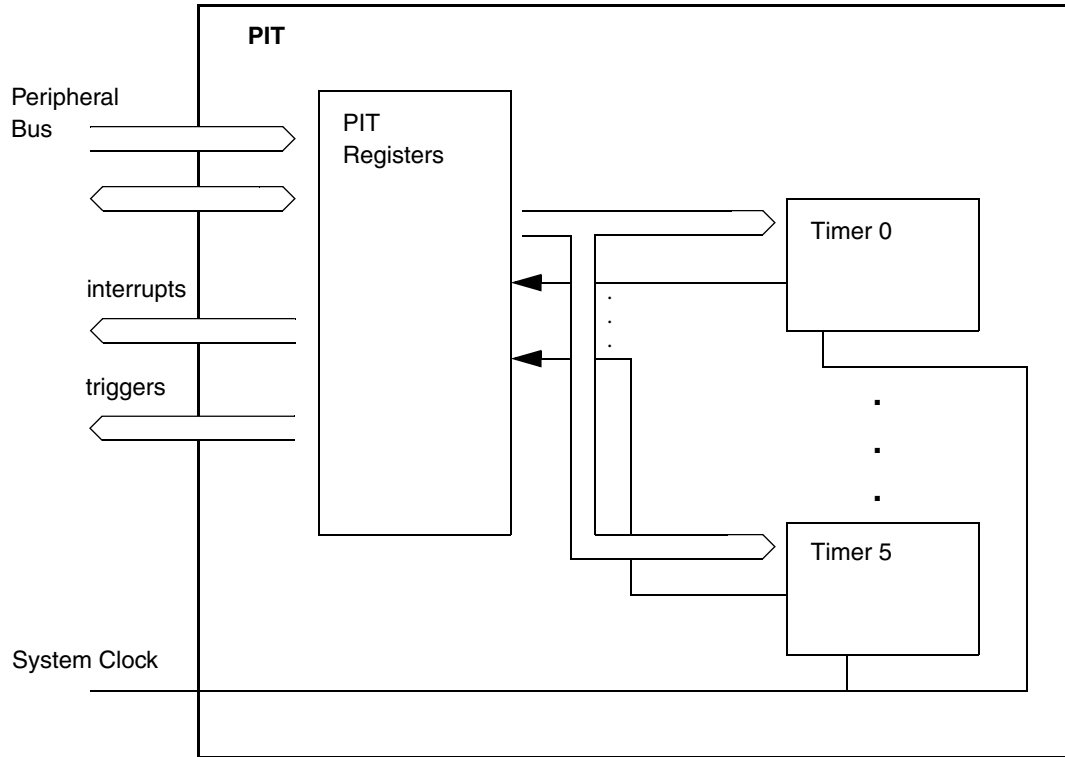 PIT
Peripheral
Bus
PIT
Registers
Timer 0
interrupts
triggers
Timer 5
System Clock